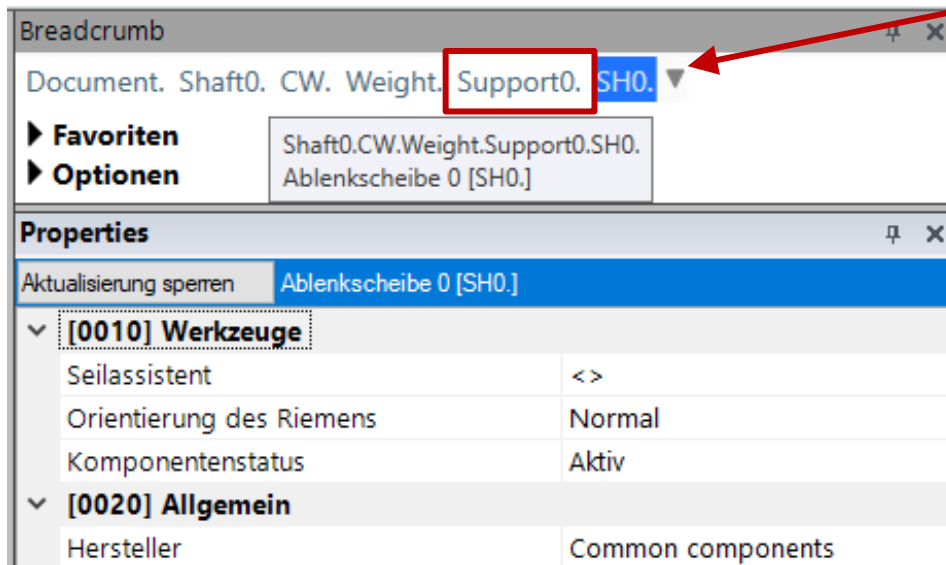 Breadcrumb
Document. Shaft0. CW. Weight. Support0. SH0.
Favoriten
Shaft0.CW.Weight.Support0.SH0.
Optionen
Ablenkscheibe 0 [SH0.]
Properties
Aktualisierung sperren Ablenkscheibe 0 [SH0.]
[0010] Werkzeuge
Seilassistent <>
Orientierung des Riemens Normal
Komponentenstatus Aktiv
[0020] Allgemein
Hersteller Common components